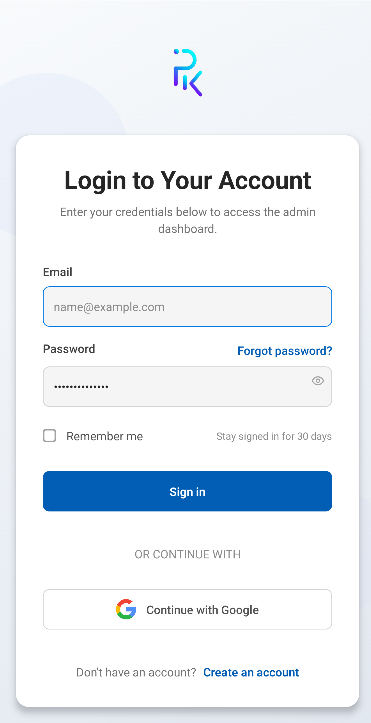 Login to Your Account
Enter your credentials below to access the admin
dashboard.
Email
name@example.com
Password
Forgot password?
••••••••••••••
Remember me
Stay signed in for 30 days
Sign in
OR CONTINUE WITH
Continue with Google
Don't have an account? Create an account